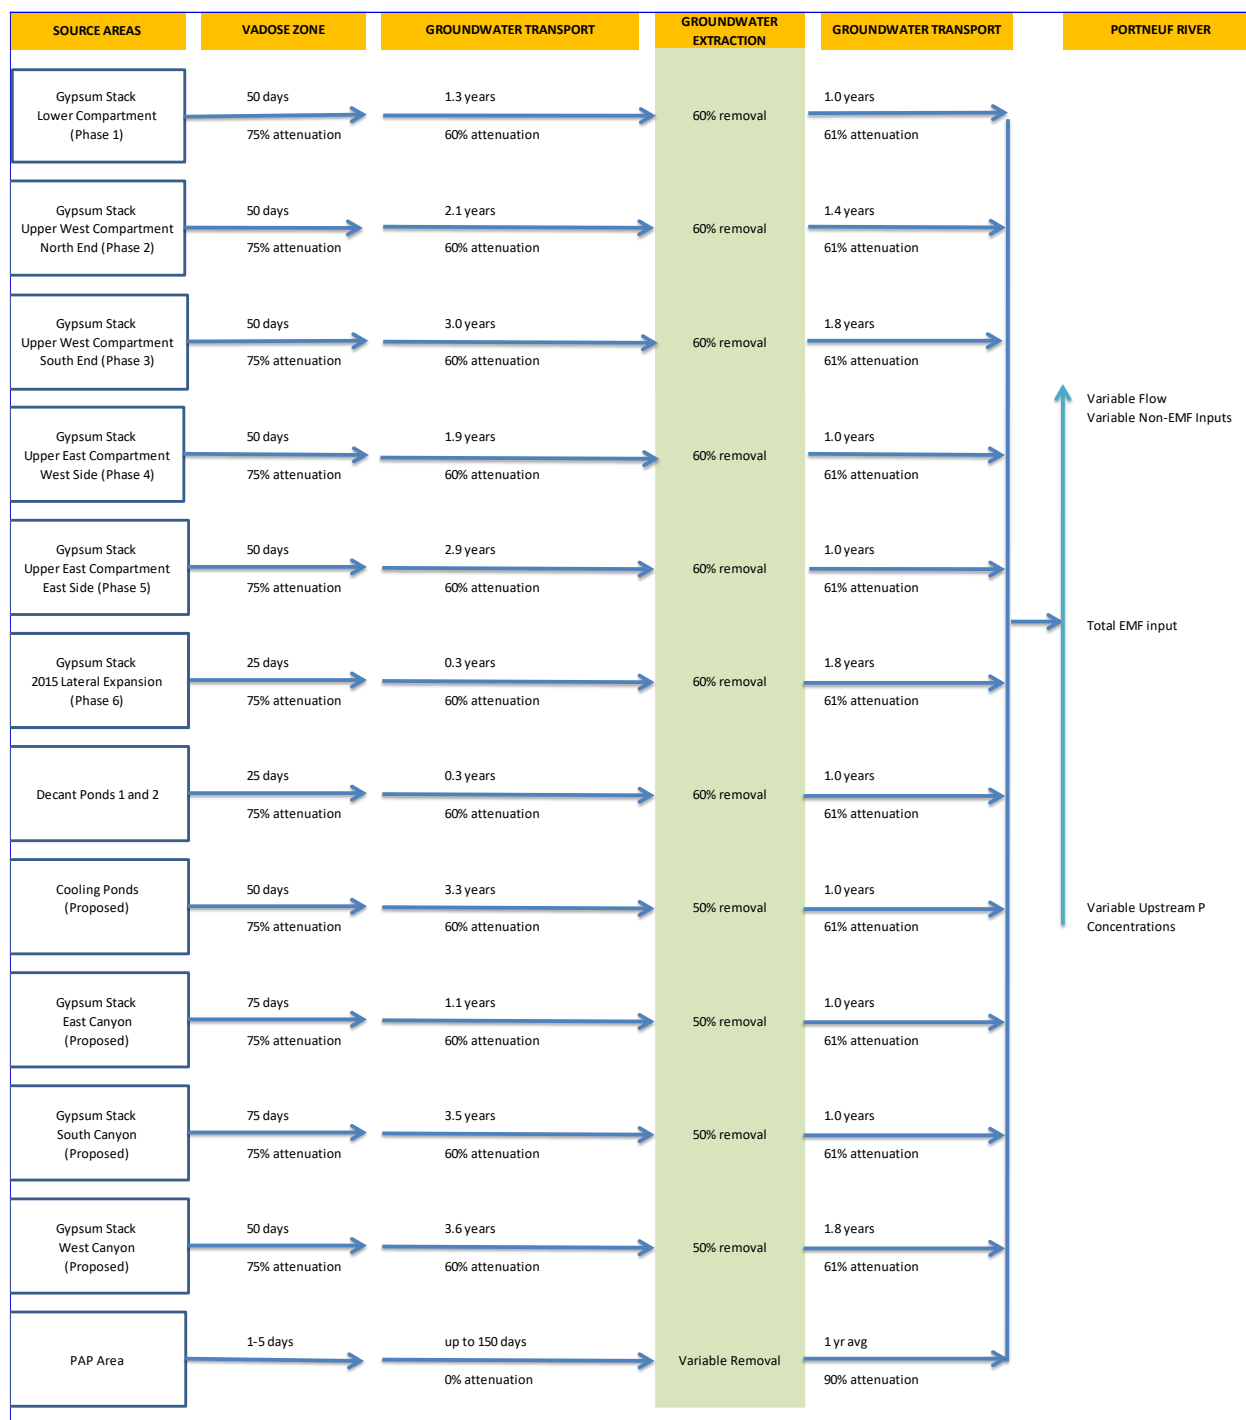 SOURCE AREAS
VADOSE ZONE
GROUNDWATER TRANSPORT
GROUNDWATER
EXTRACTION
GROUNDWATER TRANSPORT
PORTNEUF RIVER
Gypsum Stack
Lower Compartment
(Phase 1)
50 days
75% attenuation
1.3 years
60% attenuation
60% removal
1.0 years
61% attenuation
Gypsum Stack
Upper West Compartment
North End (Phase 2)
50 days
75% attenuation
2.1 years
60% attenuation
60% removal
1.4 years
61% attenuation
Gypsum Stack
Upper West Compartment
South End (Phase 3)
50 days
75% attenuation
3.0 years
60% attenuation
60% removal
1.8 years
61% attenuation
Variable Flow
Variable Non-EMF Inputs
Gypsum Stack
Upper East Compartment
West Side (Phase 4)
50 days
75% attenuation
1.9 years
60% attenuation
60% removal
1.0 years
61% attenuation
Gypsum Stack
Upper East Compartment
East Side (Phase 5)
50 days
75% attenuation
2.9 years
60% attenuation
60% removal
1.0 years
61% attenuation
Total EMF input
Gypsum Stack
2015 Lateral Expansion
(Phase 6)
25 days
75% attenuation
0.3 years
60% attenuation
60% removal
1.8 years
61% attenuation
Decant Ponds 1 and 2
25 days
75% attenuation
0.3 years
60% attenuation
60% removal
1.0 years
61% attenuation
Cooling Ponds
(Proposed)
50 days
75% attenuation
3.3 years
60% attenuation
50% removal
1.0 years
61% attenuation
Variable Upstream P
Concentrations
Gypsum Stack
East Canyon
(Proposed)
75 days
75% attenuation
1.1 years
60% attenuation
50% removal
1.0 years
61% attenuation
Gypsum Stack
South Canyon
(Proposed)
75 days
75% attenuation
3.5 years
60% attenuation
50% removal
1.0 years
61% attenuation
Gypsum Stack
West Canyon
(Proposed)
50 days
75% attenuation
3.6 years
60% attenuation
50% removal
1.8 years
61% attenuation
PAP Area
1-5 days
up to 150 days
0% attenuation
Variable Removal
1 yr avg
90% attenuation